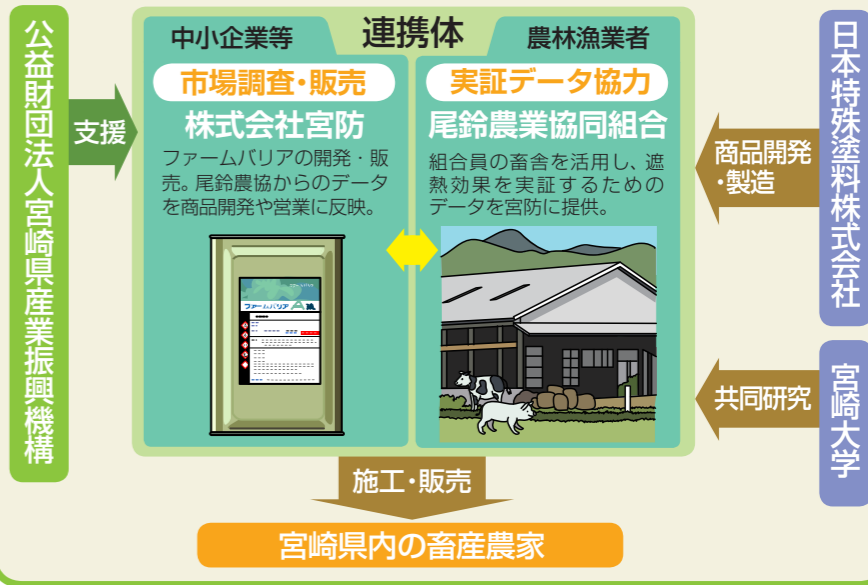 公益財団法人宮崎県産業振興機構
支援
連携体
中小企業等
市場調査・販売
株式会社宮防
ファームバリアの開発・販
売。尾鈴農協からのデータ
を商品開発や営業に反映。
ファームバリア
農林漁業者
実証データ協力
尾鈴農業協同組合
組合員の畜舎を活用し、遮
熱効果を実証するための
データを宮防に提供。
商品開発
・製造
日本特殊塗料株式会社
共同研究
宮崎大学
施工・販売
宮崎県内の畜産農家